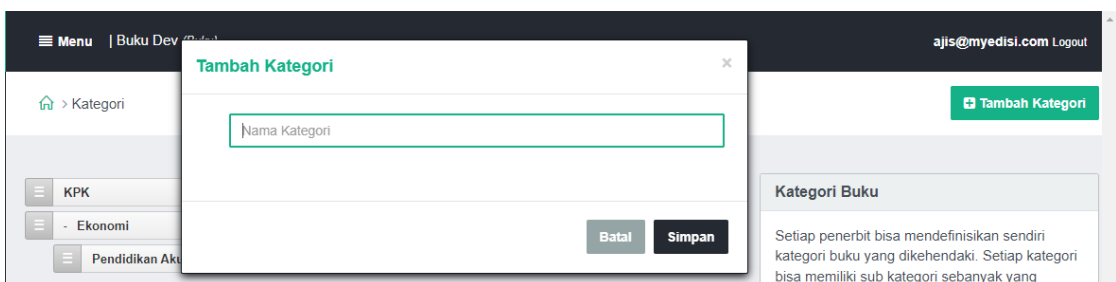 Menu | Buku Dev
ajis@myedisi.com Logout
Tambah Kategori ×
> Kategori
Tambah Kategori
Nama Kategori
KPK
- Ekonomi
Pendidikan
Batal Simpan
Kategori Buku
Setiap penerbit bisa mendefinisikan sendiri
kategori buku yang dikehendaki. Setiap kategori
bisa memiliki sub kategori sebanyak yang